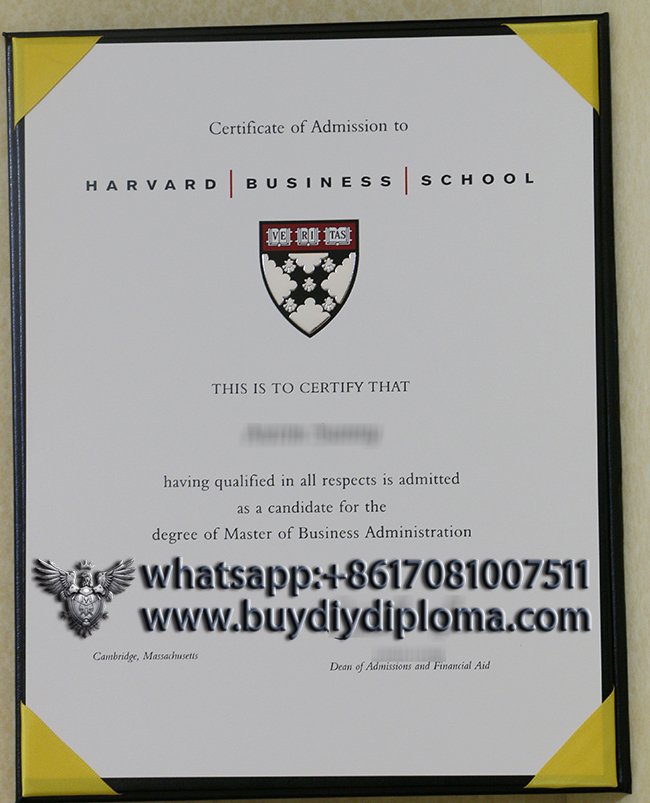 Certificate of Admission to
HARVARD | BUSINESS | SCHOOL
VE RI TAS
THIS IS TO CERTIFY THAT
having qualified in all respects is admitted
as a candidate for the
degree of Master of Business Administration
whatsapp:+8617081007511
www.buydiydiploma.com
Cambridge, Massachusetts
Dean of Admissions and Financial Aid